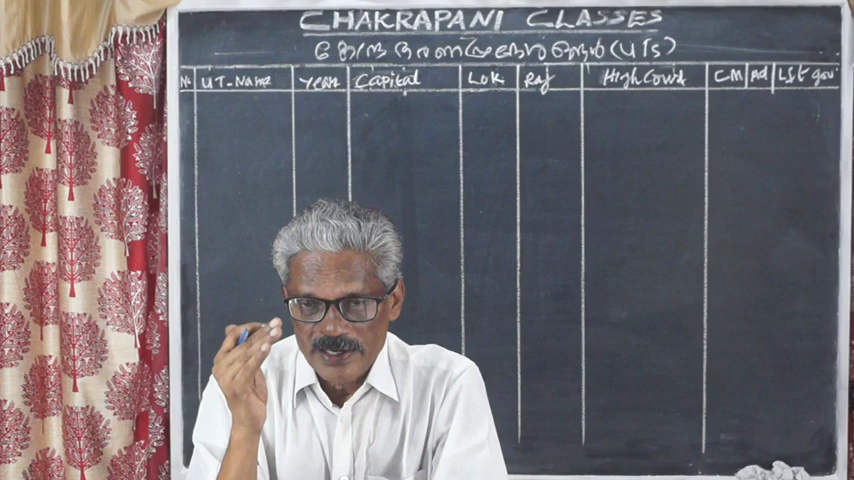 CHAKRAPANI CLASSES
കേന്ദ്ര ഭരണ പ്രദേശങ്ങൾ (UTs)
No UT-Name Year Capital Lok Raj High Court CM Ad Lst Gov